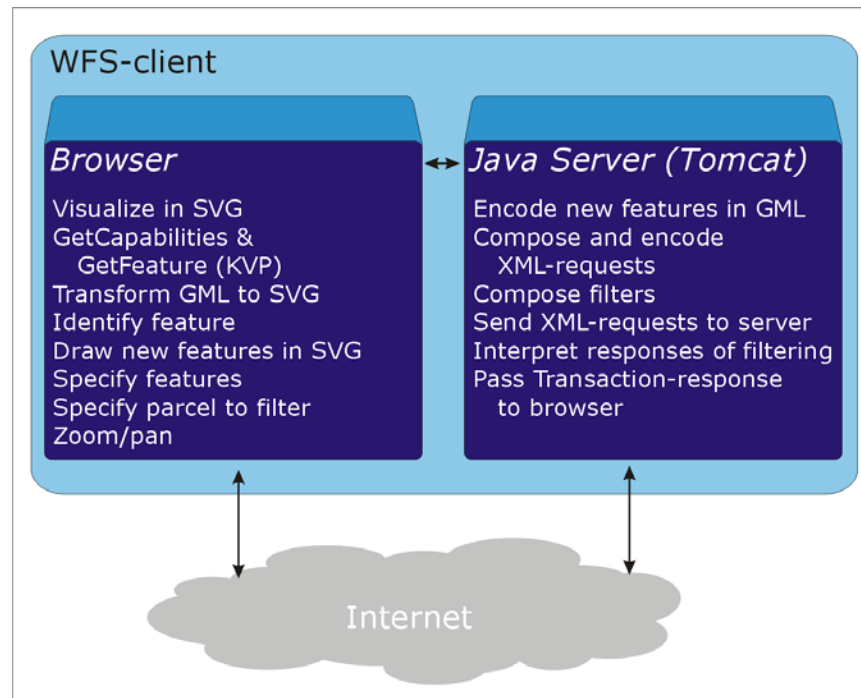 WFS-client
Browser
Visualize in SVG
GetCapabilities &
GetFeature (KVP)
Transform GML to SVG
Identify feature
Draw new features in SVG
Specify features
Specify parcel to filter
Zoom/pan
Java Server (Tomcat)
Encode new features in GML
Compose and encode
XML-requests
Compose filters
Send XML-requests to server
Interpret responses of filtering
Pass Transaction-response
to browser
Internet